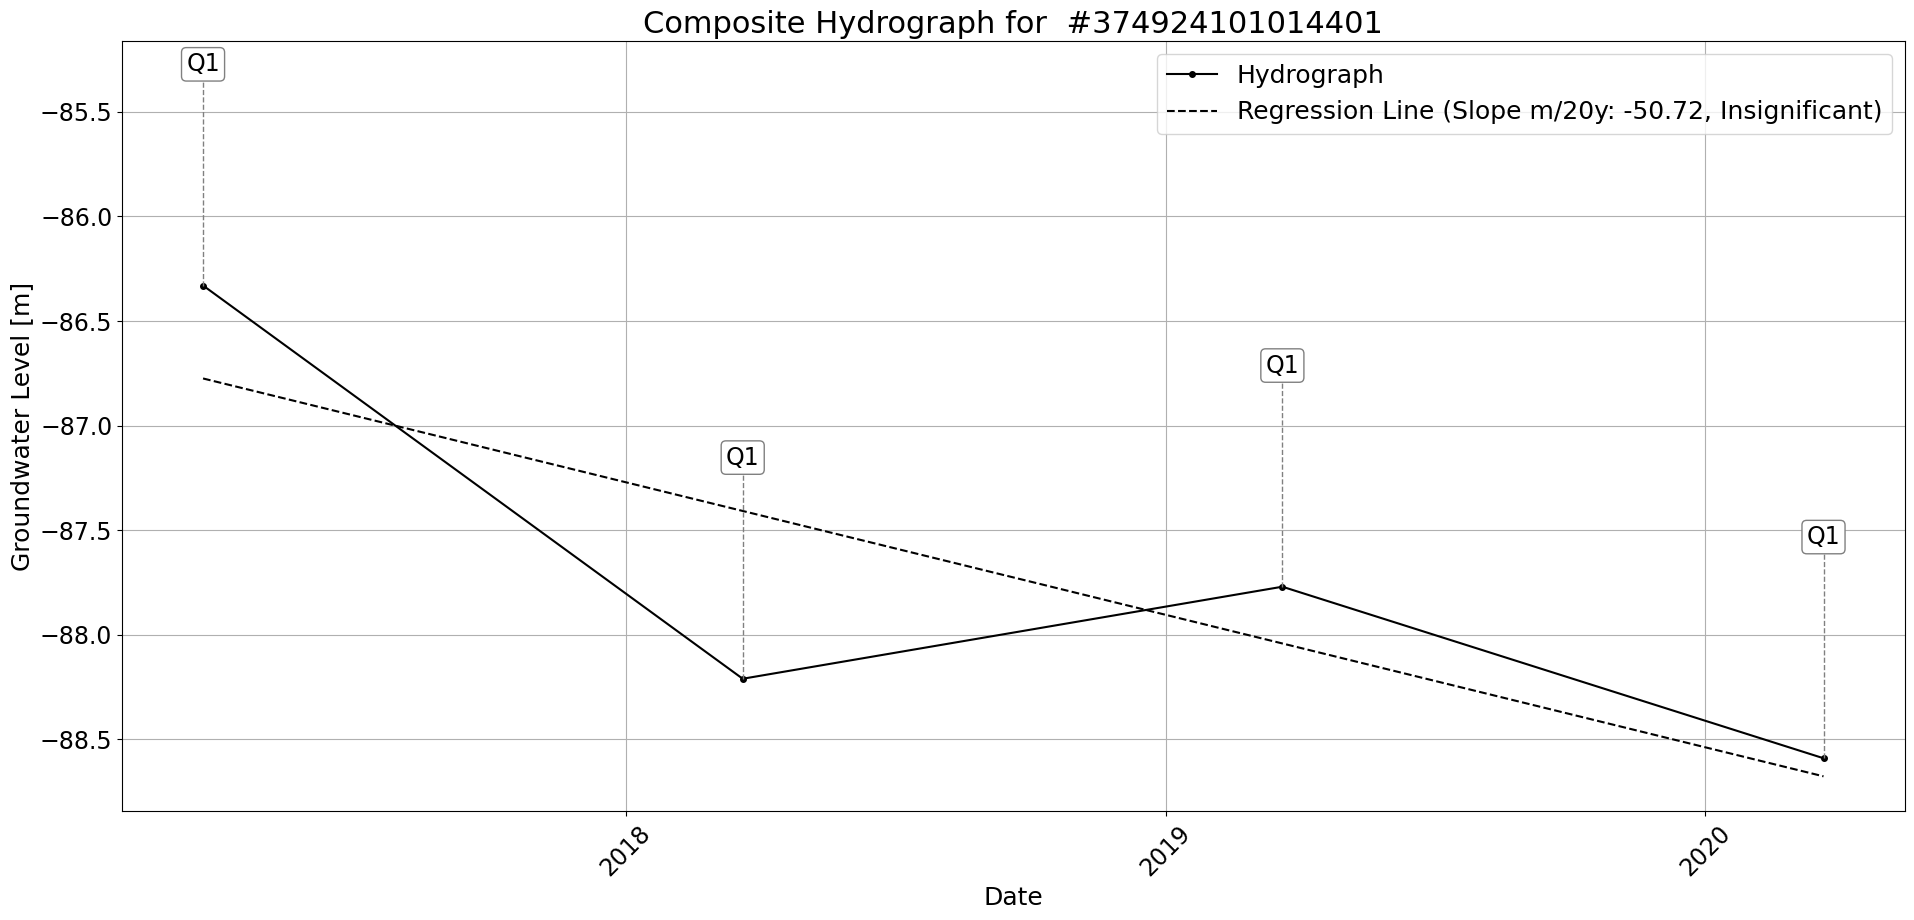 Composite Hydrograph for  #374924101014401
Hydrograph
Regression Line (Slope m/20y: -50.72, Insignificant)
Q1
Q1
Q1
Q1
Groundwater Level [m]
−85.5
−86.0
−86.5
−87.0
−87.5
−88.0
−88.5
2018
2019
2020
Date